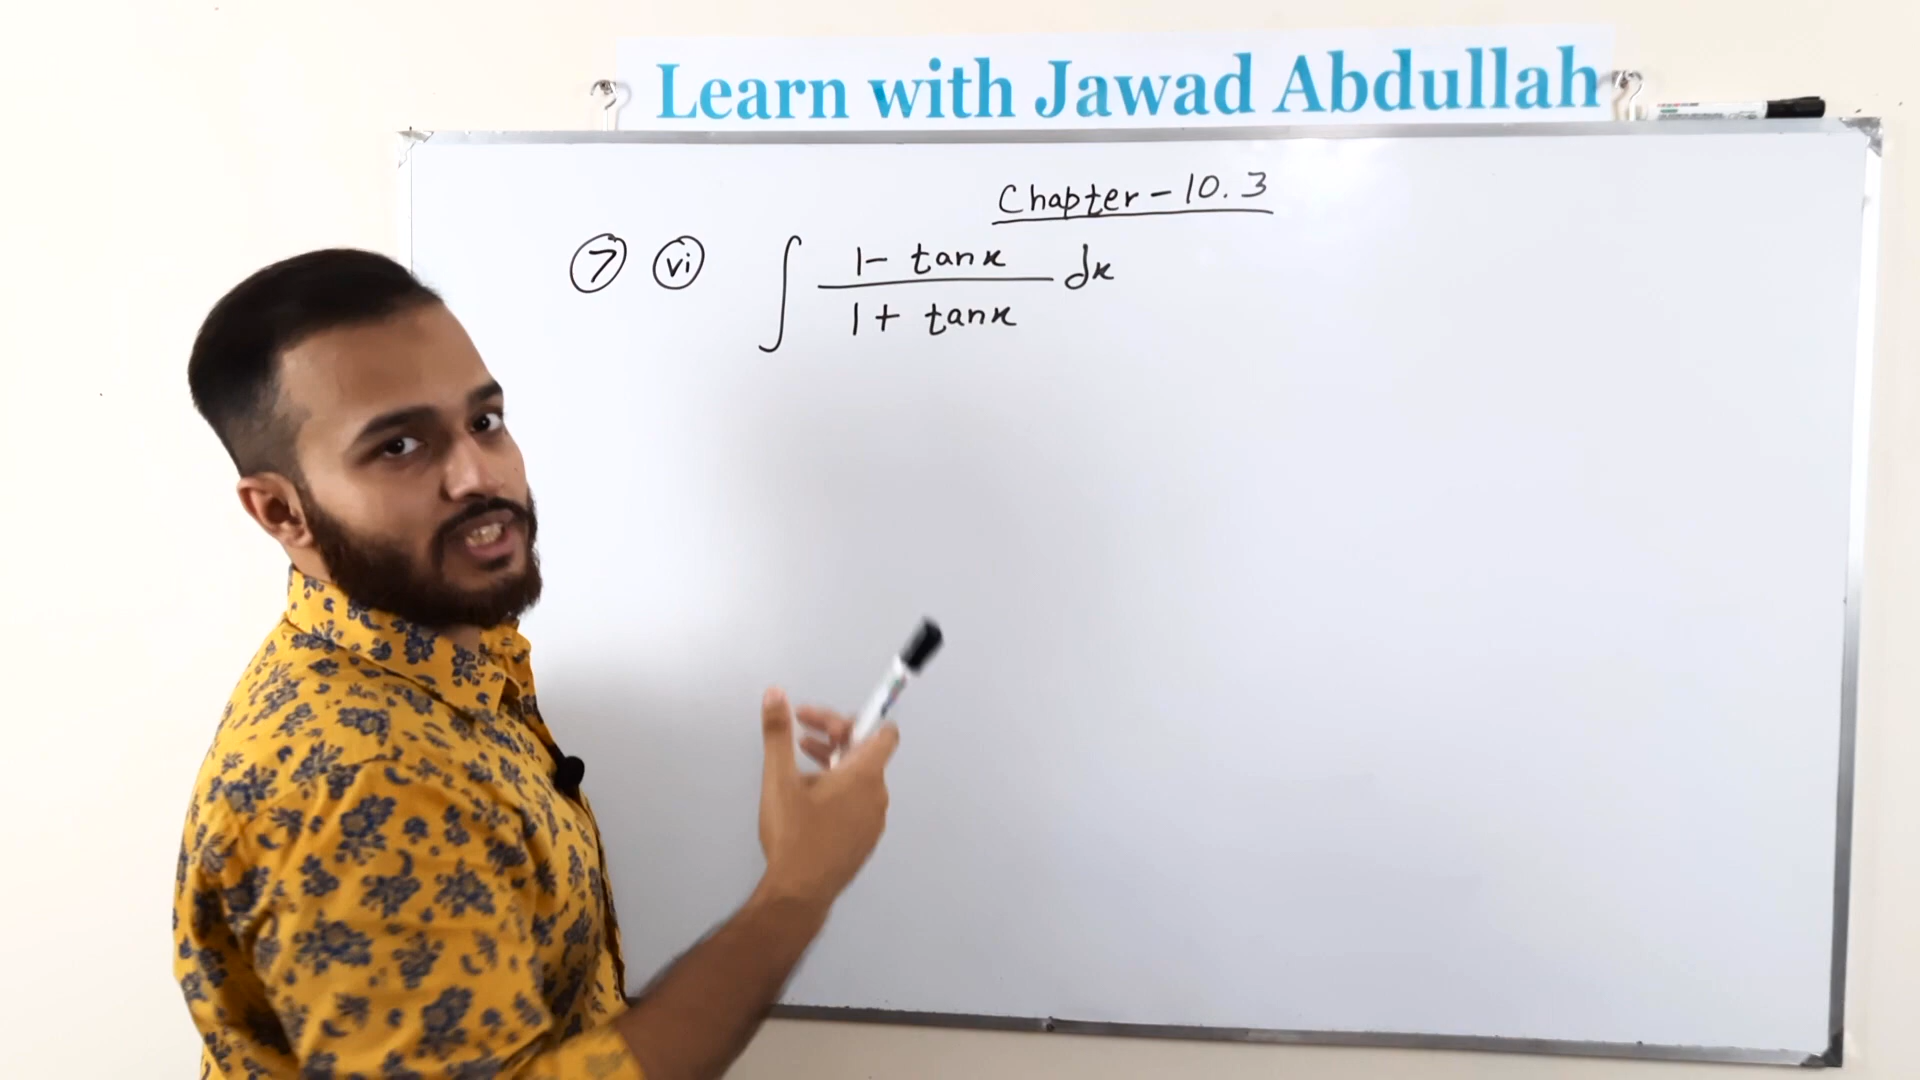 Learn with Jawad Abdullah
Chapter - 10.3
⑦ ⓥⓘ ∫ (1 - tanx)/(1 + tanx) dx